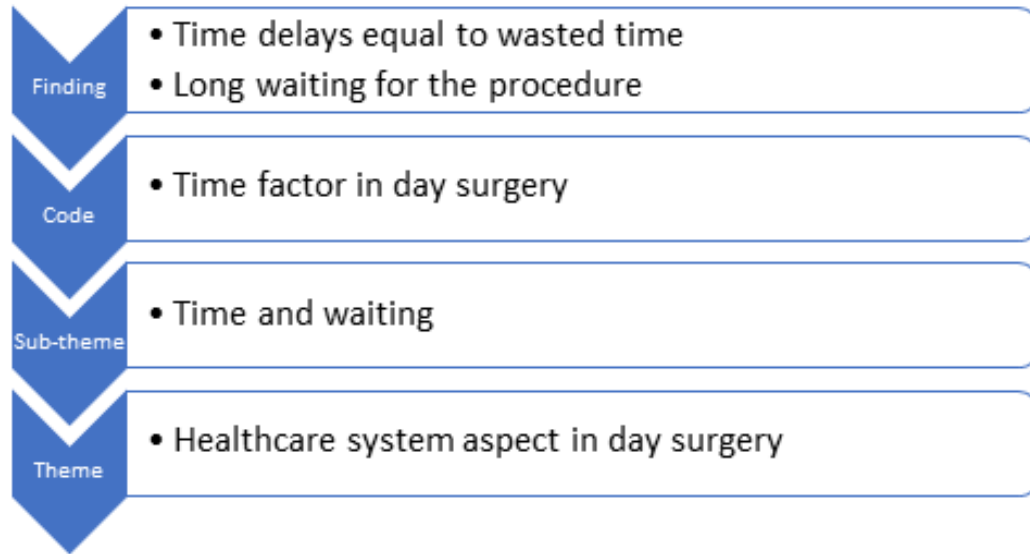 Finding
• Time delays equal to wasted time
• Long waiting for the procedure
Code
• Time factor in day surgery
Sub-theme
• Time and waiting
Theme
• Healthcare system aspect in day surgery